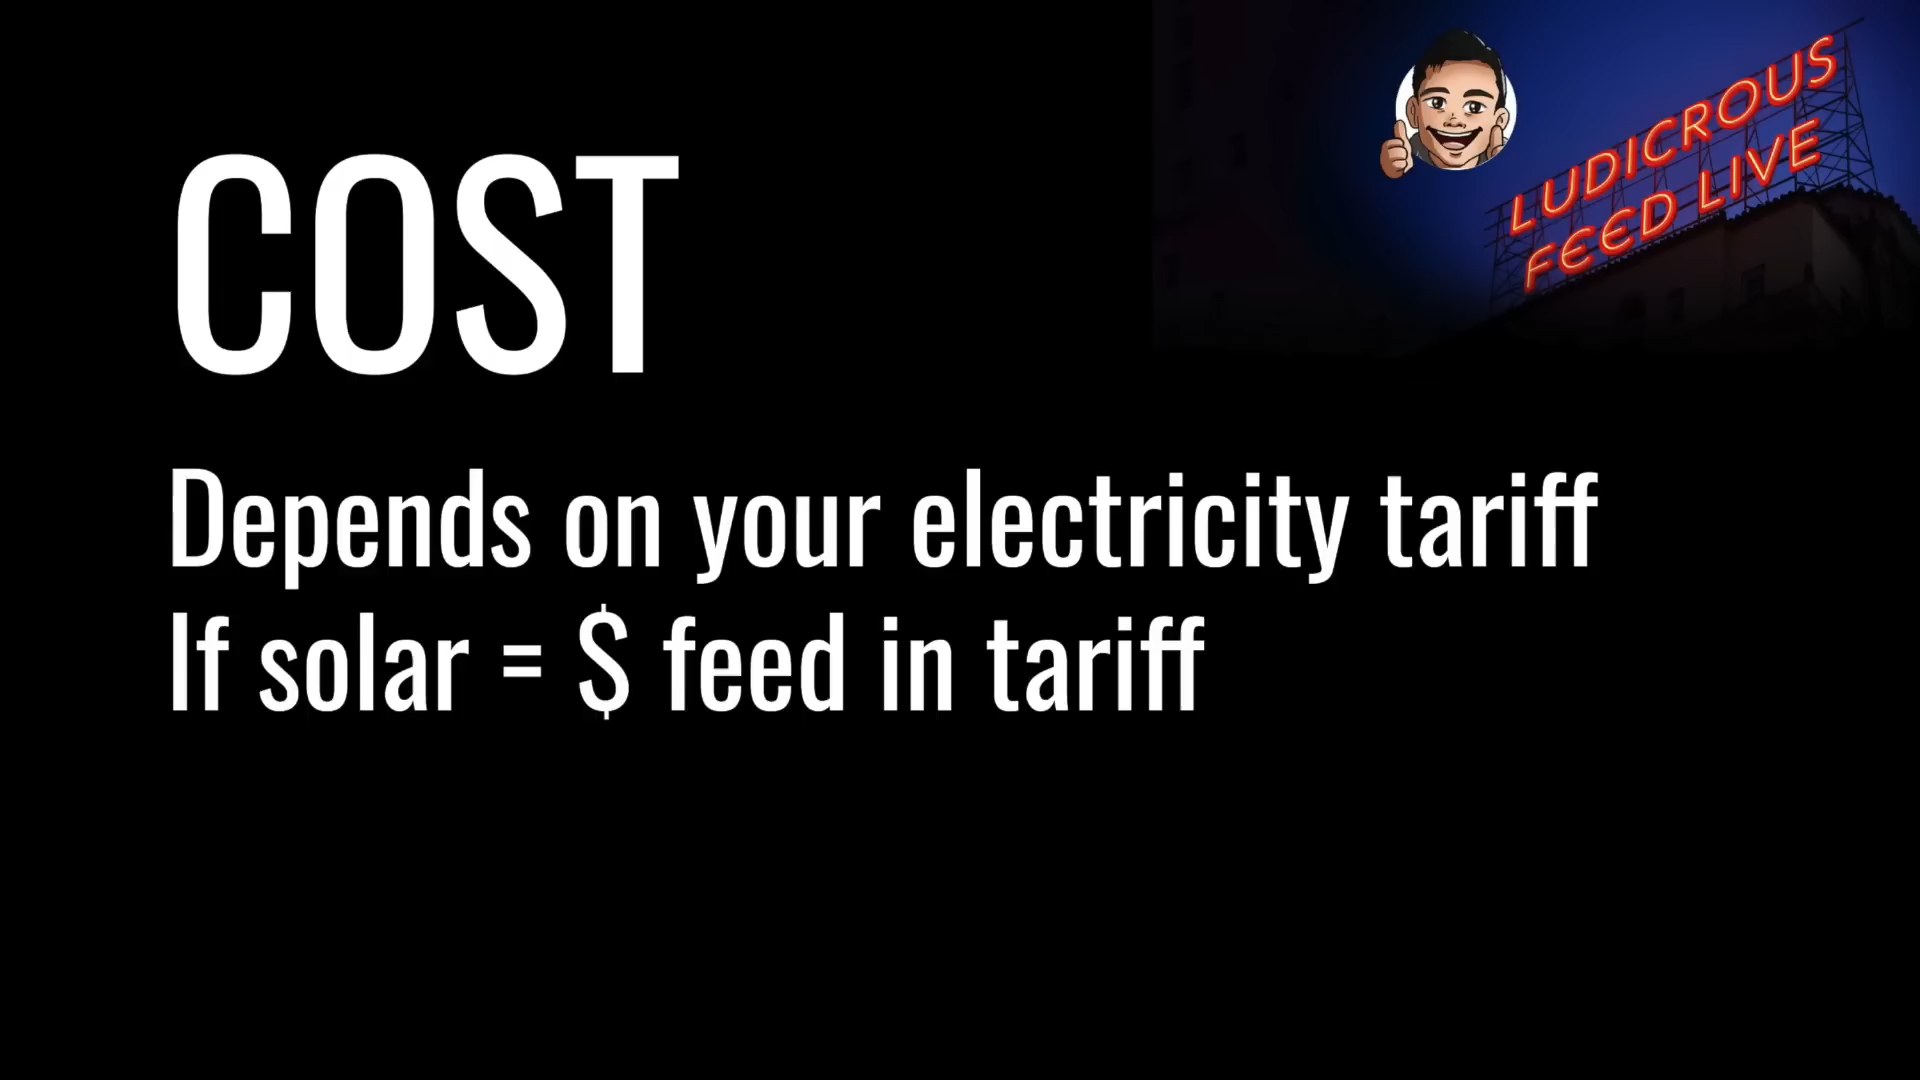 LUDICROUS
FEED LIVE
COST
Depends on your electricity tariff
If solar = $ feed in tariff